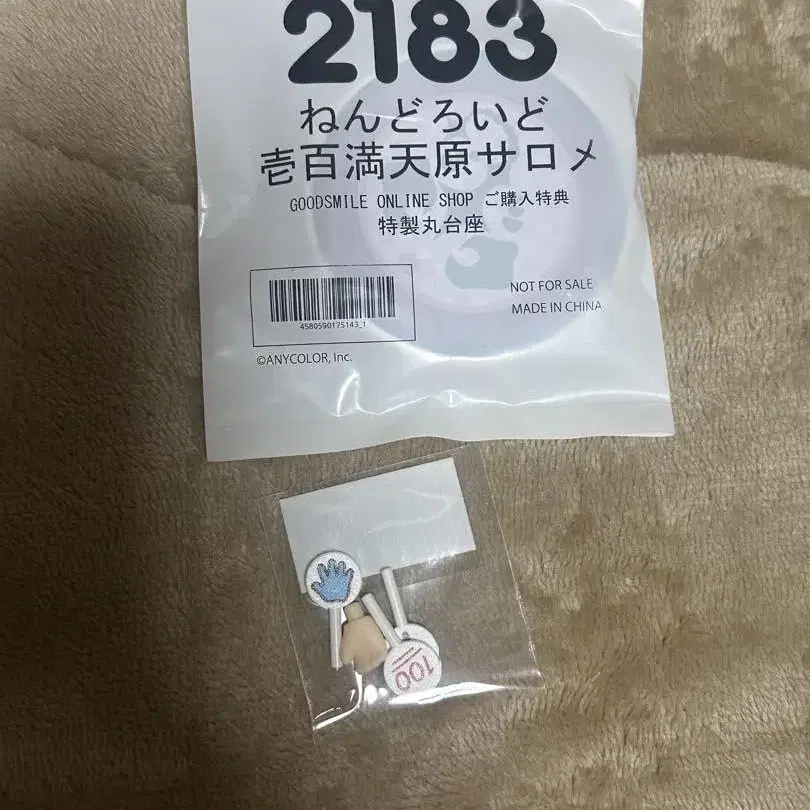 2183
ねんどろいど
壱百満天原サロメ
GOODSMILE ONLINE SHOP ご購入特典
特製丸台座
NOT FOR SALE
MADE IN CHINA
4580590175143_1
©ANYCOLOR, Inc.
100